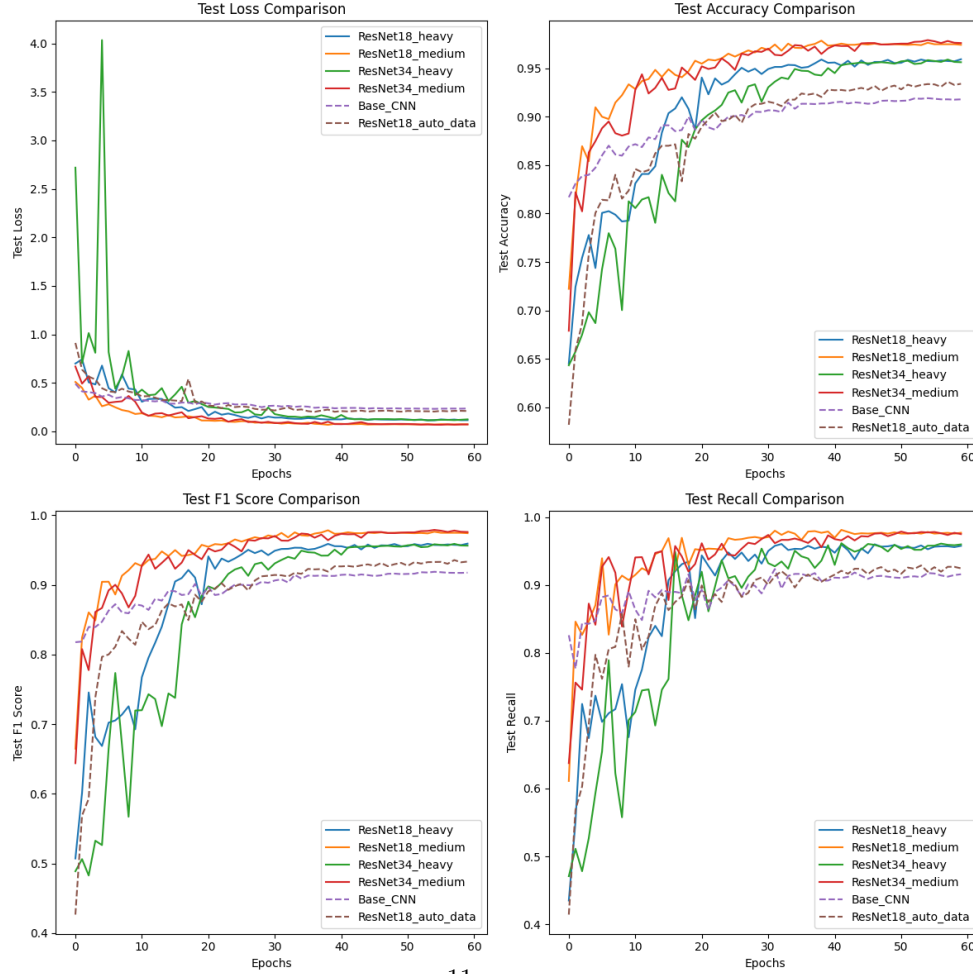 Test Loss Comparison
Test Loss
4.0
3.5
3.0
2.5
2.0
1.5
1.0
0.5
0.0
ResNet18_heavy
ResNet18_medium
ResNet34_heavy
ResNet34_medium
Base_CNN
ResNet18_auto_data
0 10 20 30 40 50 60
Epochs
Test Accuracy Comparison
Test Accuracy
0.95
0.90
0.85
0.80
0.75
0.70
0.65
0.60
ResNet18_heavy
ResNet18_medium
ResNet34_heavy
ResNet34_medium
Base_CNN
ResNet18_auto_data
0 10 20 30 40 50 60
Epochs
Test F1 Score Comparison
Test F1 Score
1.0
0.9
0.8
0.7
0.6
0.5
0.4
ResNet18_heavy
ResNet18_medium
ResNet34_heavy
ResNet34_medium
Base_CNN
ResNet18_auto_data
0 10 20 30 40 50 60
Epochs
Test Recall Comparison
Test Recall
1.0
0.9
0.8
0.7
0.6
0.5
0.4
ResNet18_heavy
ResNet18_medium
ResNet34_heavy
ResNet34_medium
Base_CNN
ResNet18_auto_data
0 10 20 30 40 50 60
Epochs
11